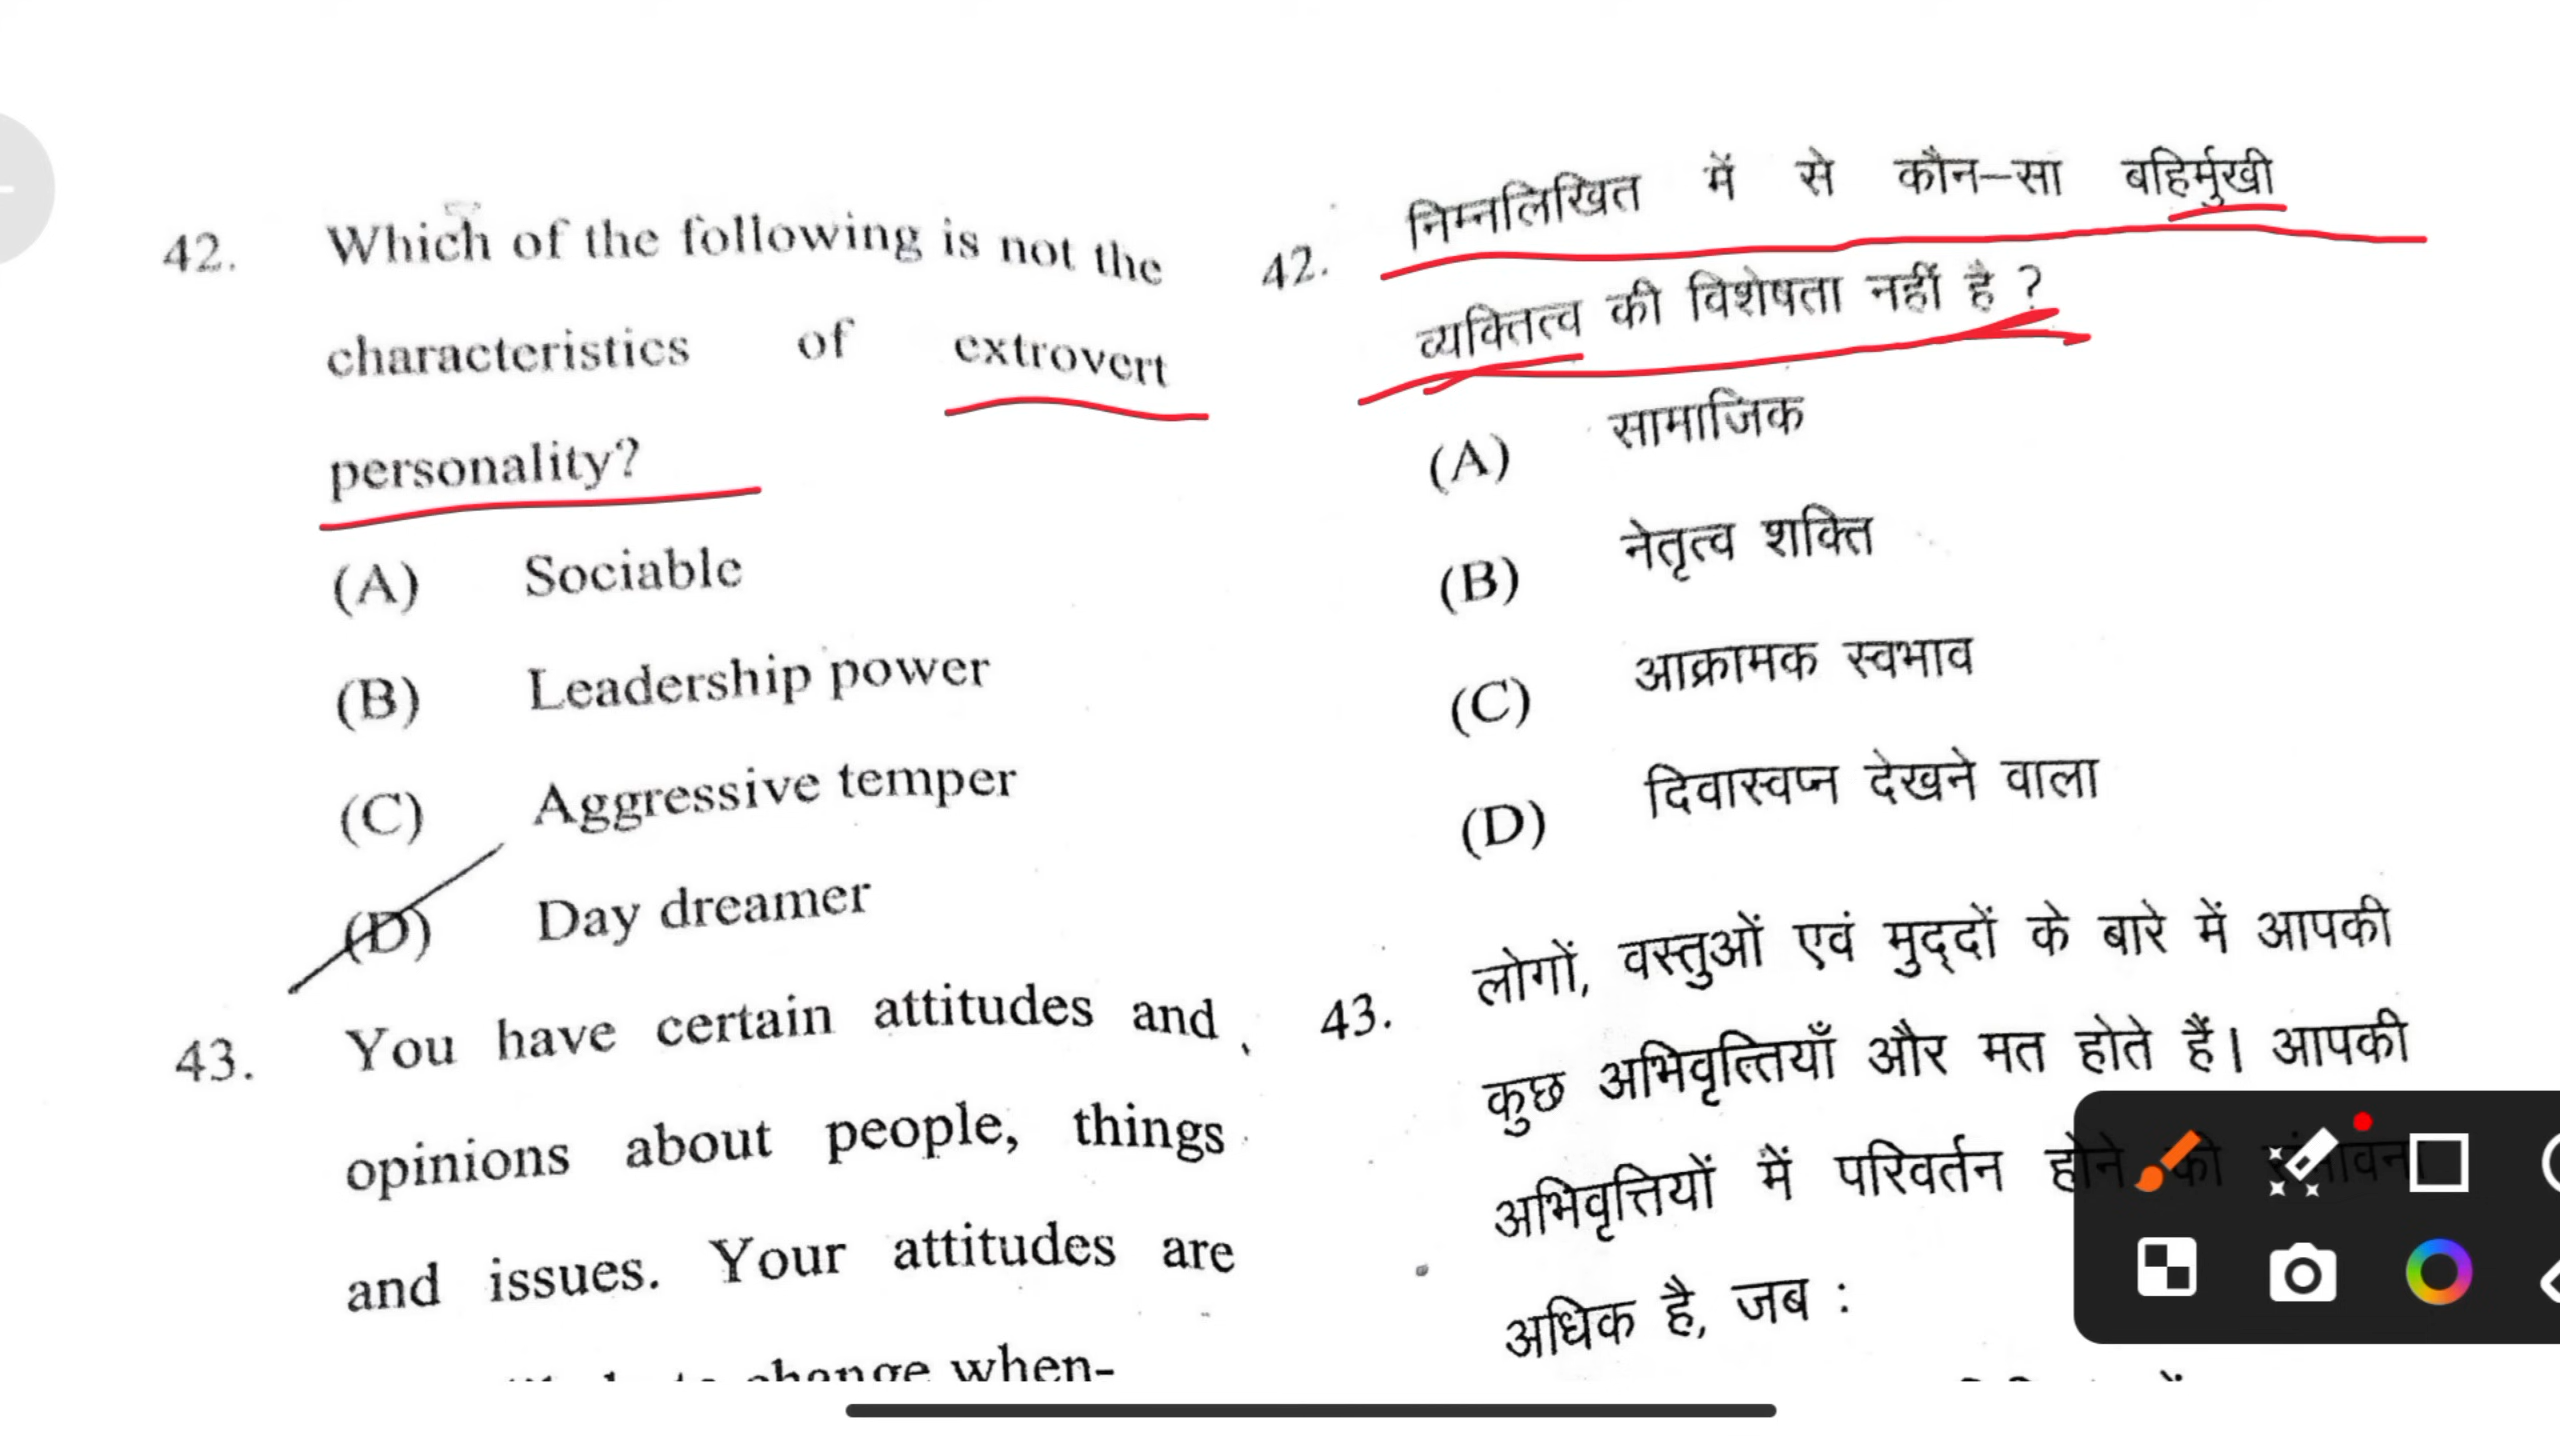 42. Which of the following is not the
characteristics of extrovert
personality?
(A) Sociable
(B) Leadership power
(C) Aggressive temper
(D) Day dreamer
43. You have certain attitudes and
opinions about people, things
and issues. Your attitudes are
change when-
42. निम्नलिखित में से कौन-सा बहिर्मुखी
व्यक्तित्व की विशेषता नहीं है ?
(A) सामाजिक
(B) नेतृत्व शक्ति
(C) आक्रामक स्वभाव
(D) दिवास्वप्न देखने वाला
43. लोगों, वस्तुओं एवं मुद्दों के बारे में आपकी
कुछ अभिवृत्तियाँ और मत होते हैं। आपकी
अभिवृत्तियों में परिवर्तन होने की
अधिक है, जब :